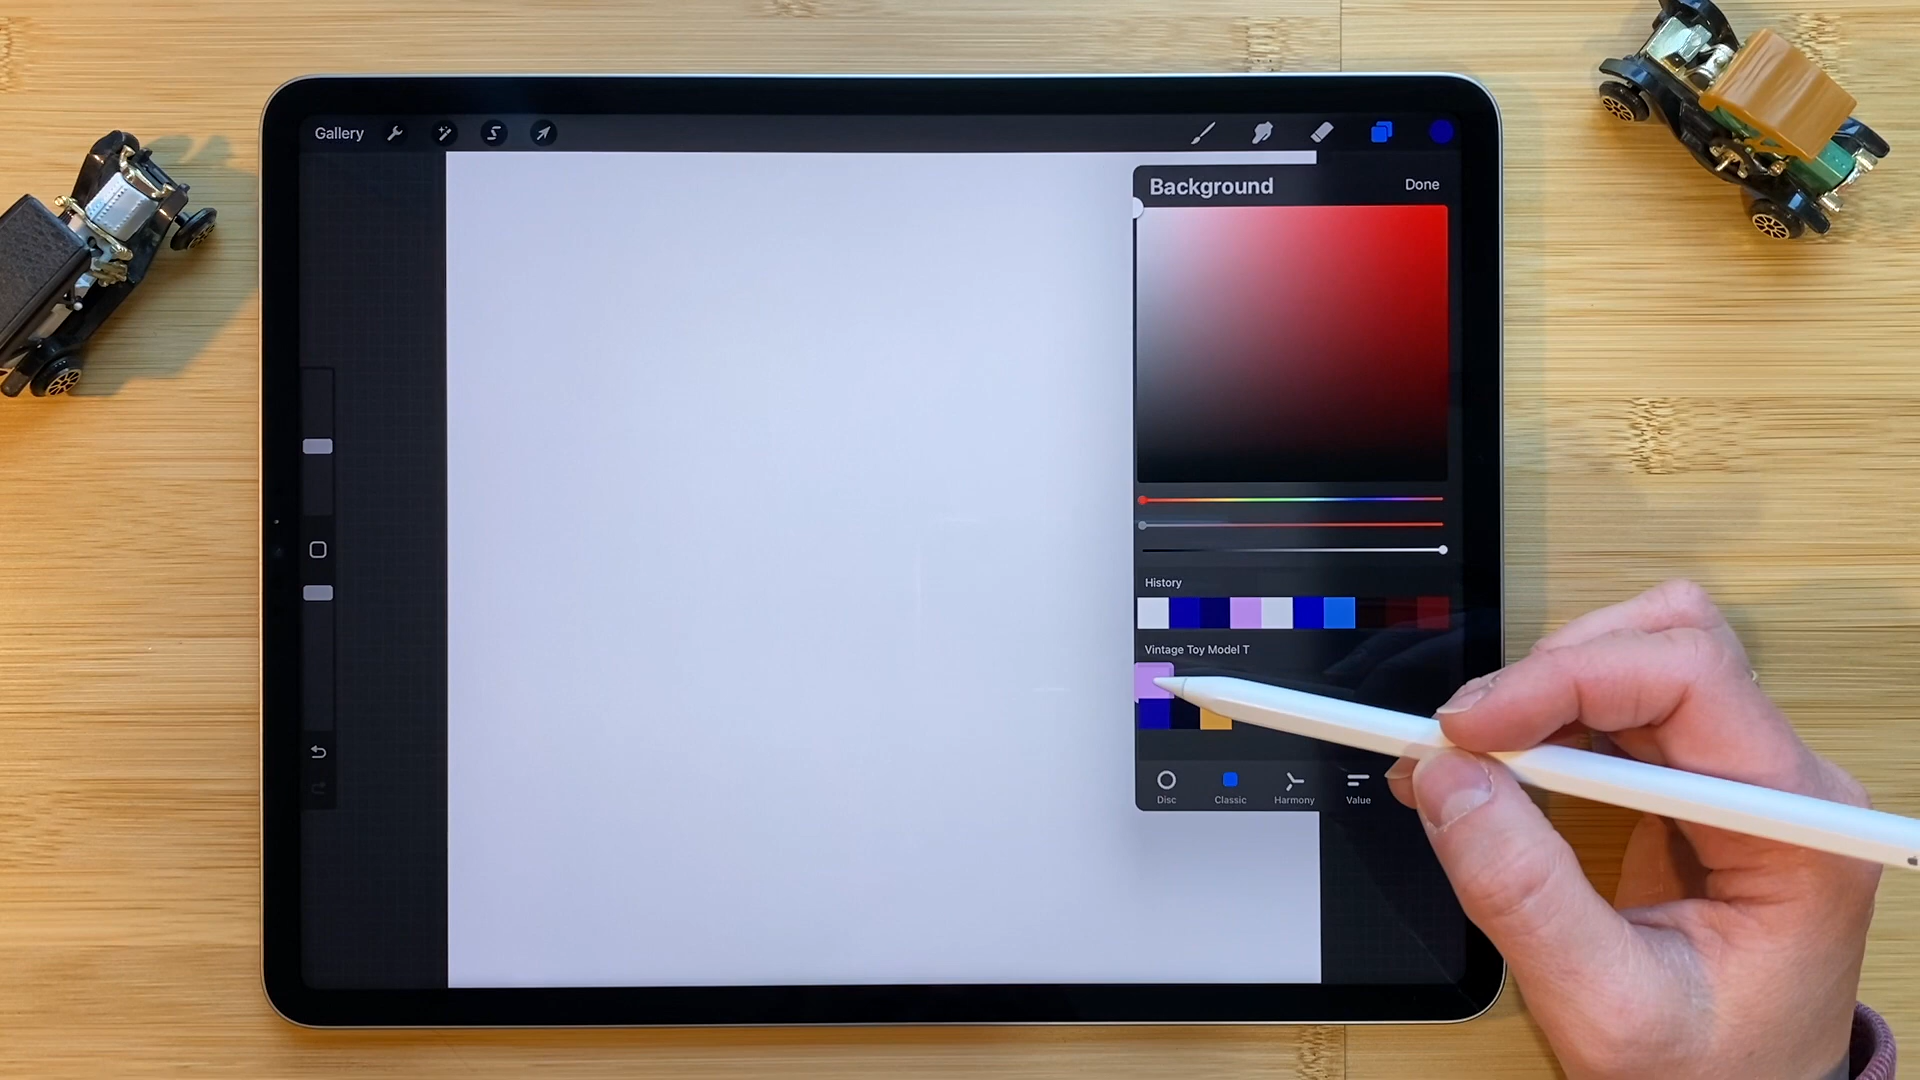 Gallery
Background
Done
History
Vintage Toy Model T
Disc
Classic
Harmony
Value